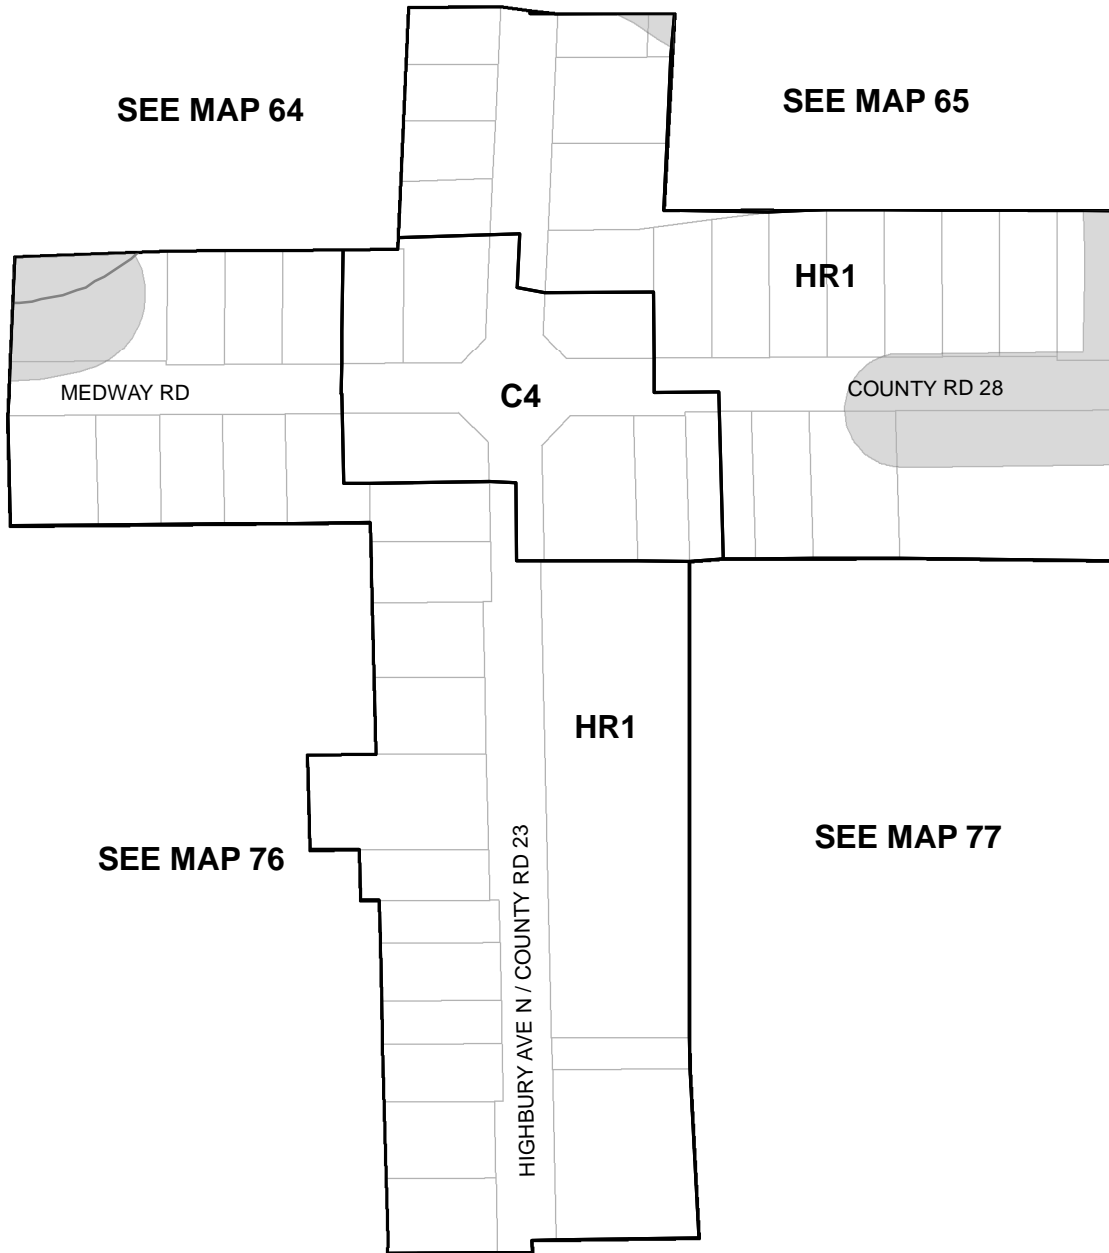 SEE MAP 64
SEE MAP 65
HR1
MEDWAY RD
C4
COUNTY RD 28
HR1
SEE MAP 76
SEE MAP 77
HIGHBURY AVE N / COUNTY RD 23